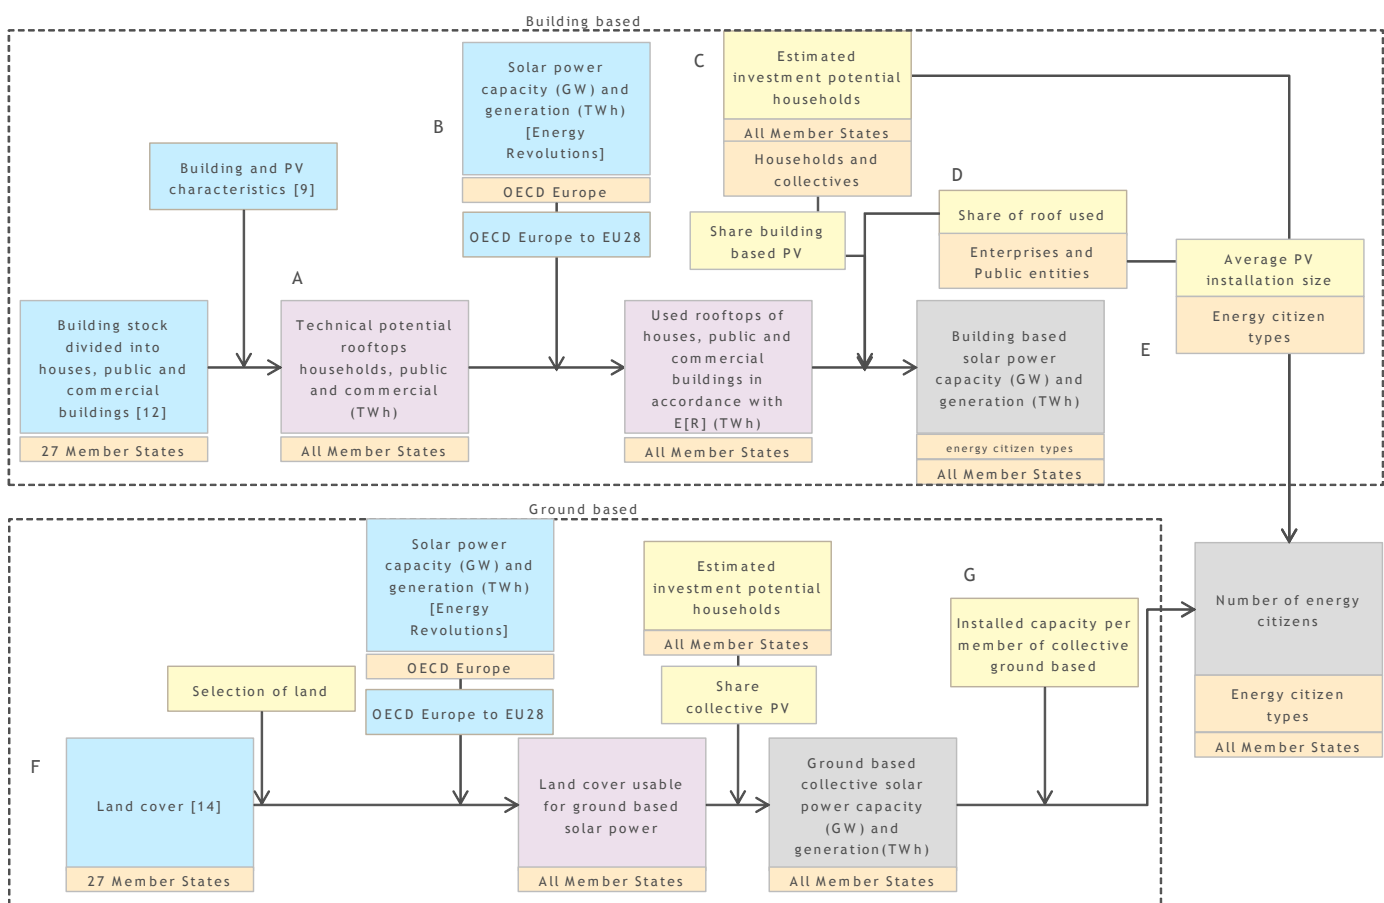 Building based
Solar power
capacity (GW) and
generation (TWh)
[Energy
Revolutions]
OECD Europe
OECD Europe to EU28
B
C
Estimated
investment potential
households
All Member States
Households and
collectives
Share building
based PV
D
Share of roof used
Enterprises and
Public entities
Average PV
installation size
Energy citizen
types
E
Building and PV
characteristics [9]
A
Building stock
divided into
houses, public and
commercial
buildings [12]
27 Member States
Technical potential
rooftops
households, public
and commercial
(TWh)
All Member States
Used rooftops of
houses, public and
commercial
buildings in
accordance with
E[R] (TWh)
All Member States
Building based
solar power
capacity (GW) and
generation (TWh)
energy citizen types
All Member States
Ground based
Solar power
capacity (GW) and
generation (TWh)
[Energy
Revolutions]
OECD Europe
OECD Europe to EU28
Estimated
investment potential
households
All Member States
Share
collective PV
G
Installed capacity per
member of collective
ground based
Selection of land
F
Land cover [14]
27 Member States
Land cover usable
for ground based
solar power
All Member States
Ground based
collective solar
power capacity
(GW) and
generation(TWh)
All Member States
Number of energy
citizens
Energy citizen
types
All Member States